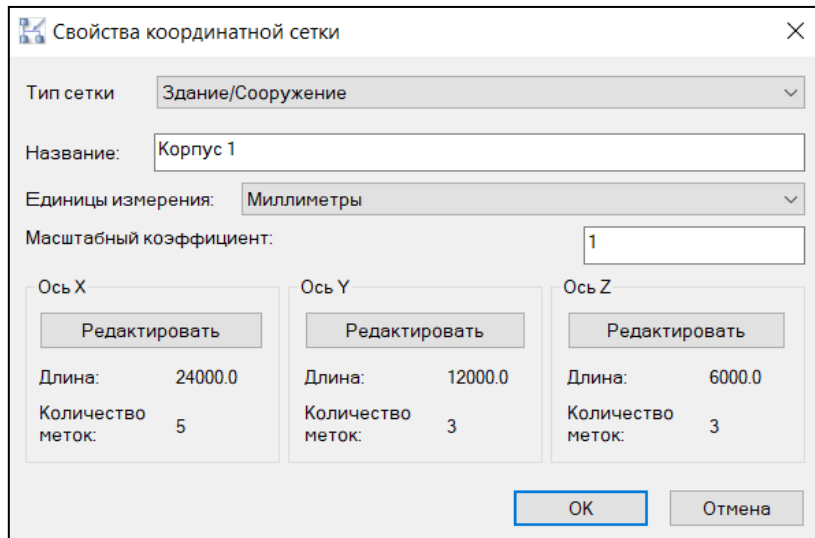 Свойства координатной сетки
Тип сетки Здание/Сооружение
Название: Корпус 1
Единицы измерения: Миллиметры
Масштабный коэффициент: 1
Ось X Ось Y Ось Z
Редактировать Редактировать Редактировать
Длина: 24000.0 Длина: 12000.0 Длина: 6000.0
Количество Количество Количество
меток: 5 меток: 3 меток: 3
OK Отмена